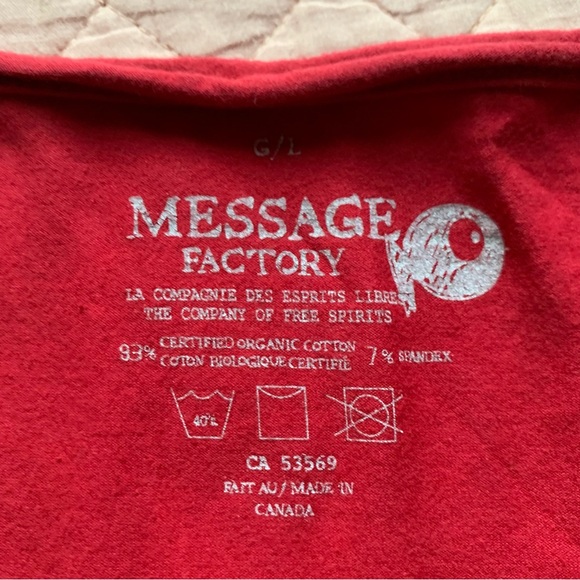 G/L
MESSAGE
FACTORY
LA COMPAGNIE DES ESPRITS LIBRES
THE COMPANY OF FREE SPIRITS
93% CERTIFIED ORGANIC COTTON 7% SPANDEX
COTON BIOLOGIQUE CERTIFIÉ
40°c
CA 53569
FAIT AU / MADE IN
CANADA